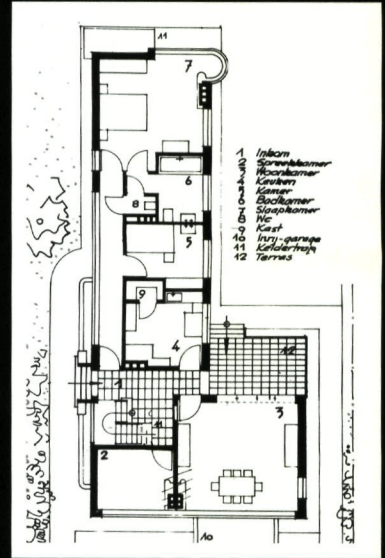 11
7
6
8
5
9
4
1
12
3
11
2
10
1 Inkom
2 Spreekkamer
3 Woonkamer
4 Keuken
5 Kamer
6 Badkamer
7 Slaapkamer
8 Wc
9 Kast
10 Inrij-garage
11 Keldertrap
12 Terras